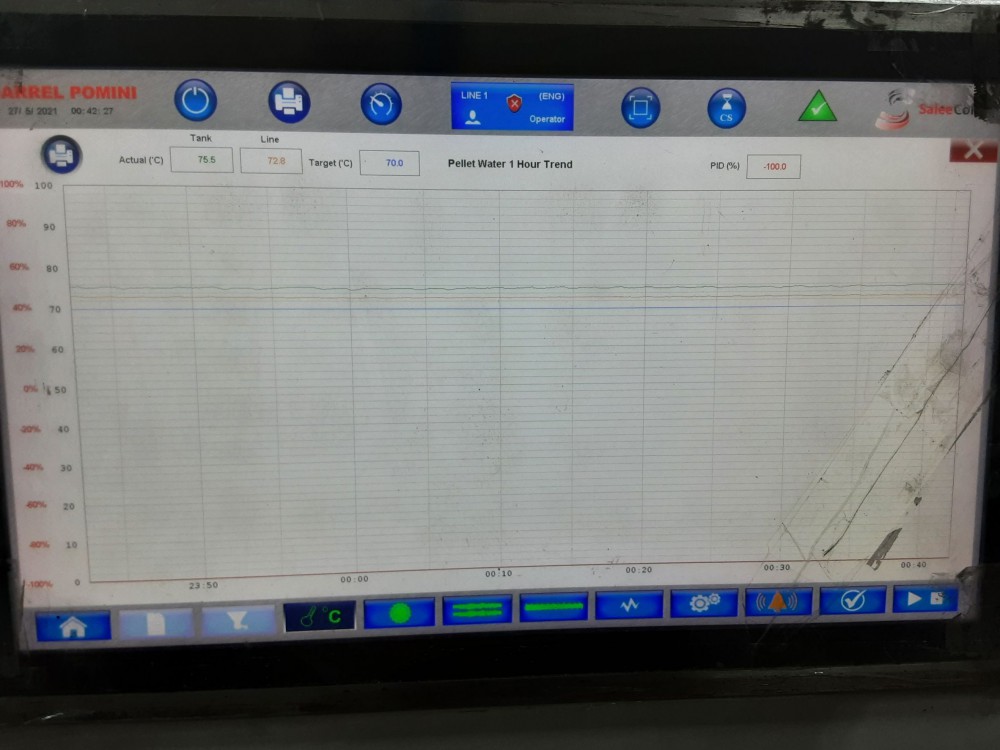 ARREL POMINI
27/ 5/ 2021 00:42:27
LINE 1 (ENG)
Operator
CS
Tank Line
Actual (°C) 75.5 72.8 Target (°C) 70.0 Pellet Water 1 Hour Trend PID (%) -100.0
100% 100
80% 90
60% 80
40% 70
20% 60
0% 50
-20% 40
-40% 30
-60% 20
-80% 10
-100% 0
23:50 00:00 00:10 00:20 00:30 00:40
°C